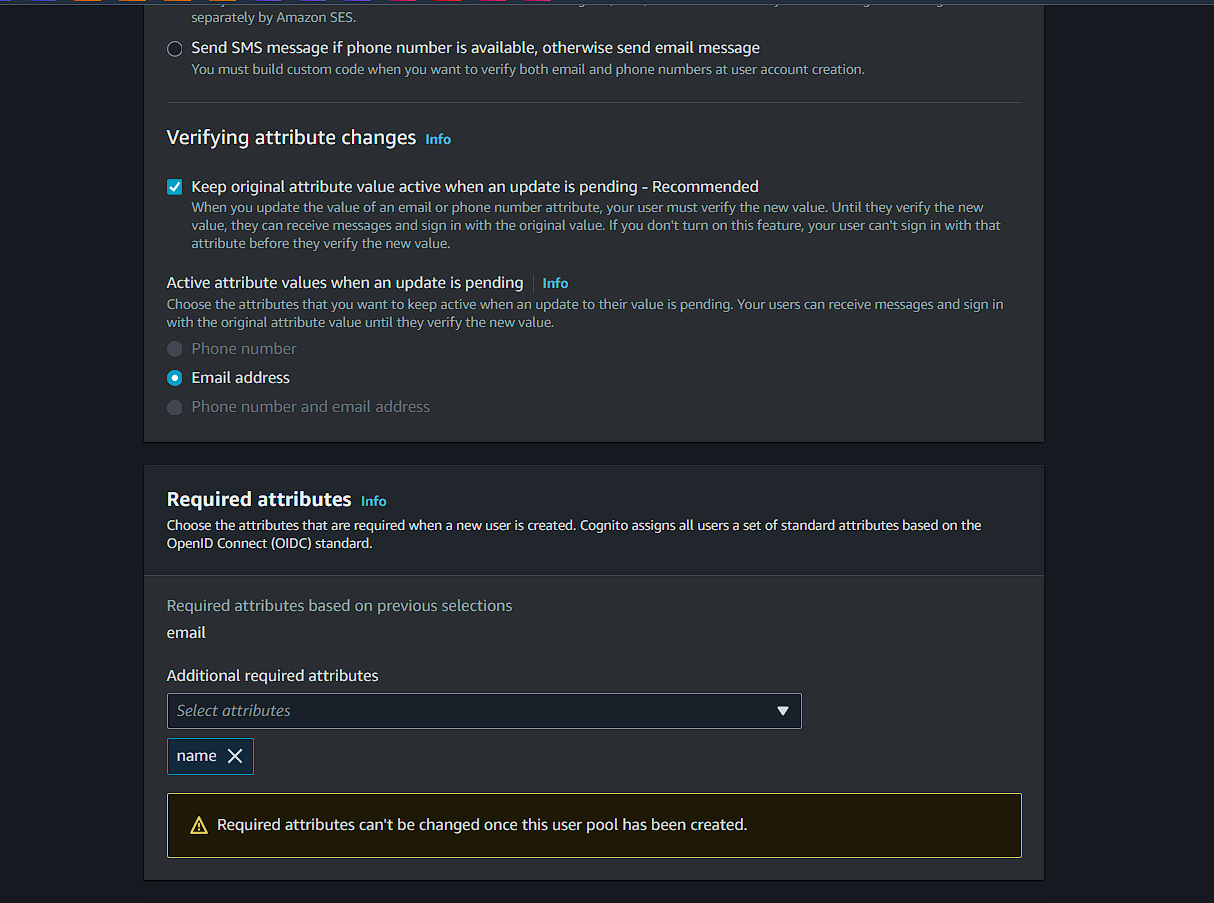 separately by Amazon SES.
Send SMS message if phone number is available, otherwise send email message
You must build custom code when you want to verify both email and phone numbers at user account creation.
Verifying attribute changes Info
Keep original attribute value active when an update is pending - Recommended
When you update the value of an email or phone number attribute, your user must verify the new value. Until they verify the new
value, they can receive messages and sign in with the original value. If you don't turn on this feature, your user can't sign in with that
attribute before they verify the new value.
Active attribute values when an update is pending Info
Choose the attributes that you want to keep active when an update to their value is pending. Your users can receive messages and sign in
with the original attribute value until they verify the new value.
Phone number
Email address
Phone number and email address
Required attributes Info
Choose the attributes that are required when a new user is created. Cognito assigns all users a set of standard attributes based on the
OpenID Connect (OIDC) standard.
Required attributes based on previous selections
email
Additional required attributes
Select attributes
name
Required attributes can't be changed once this user pool has been created.